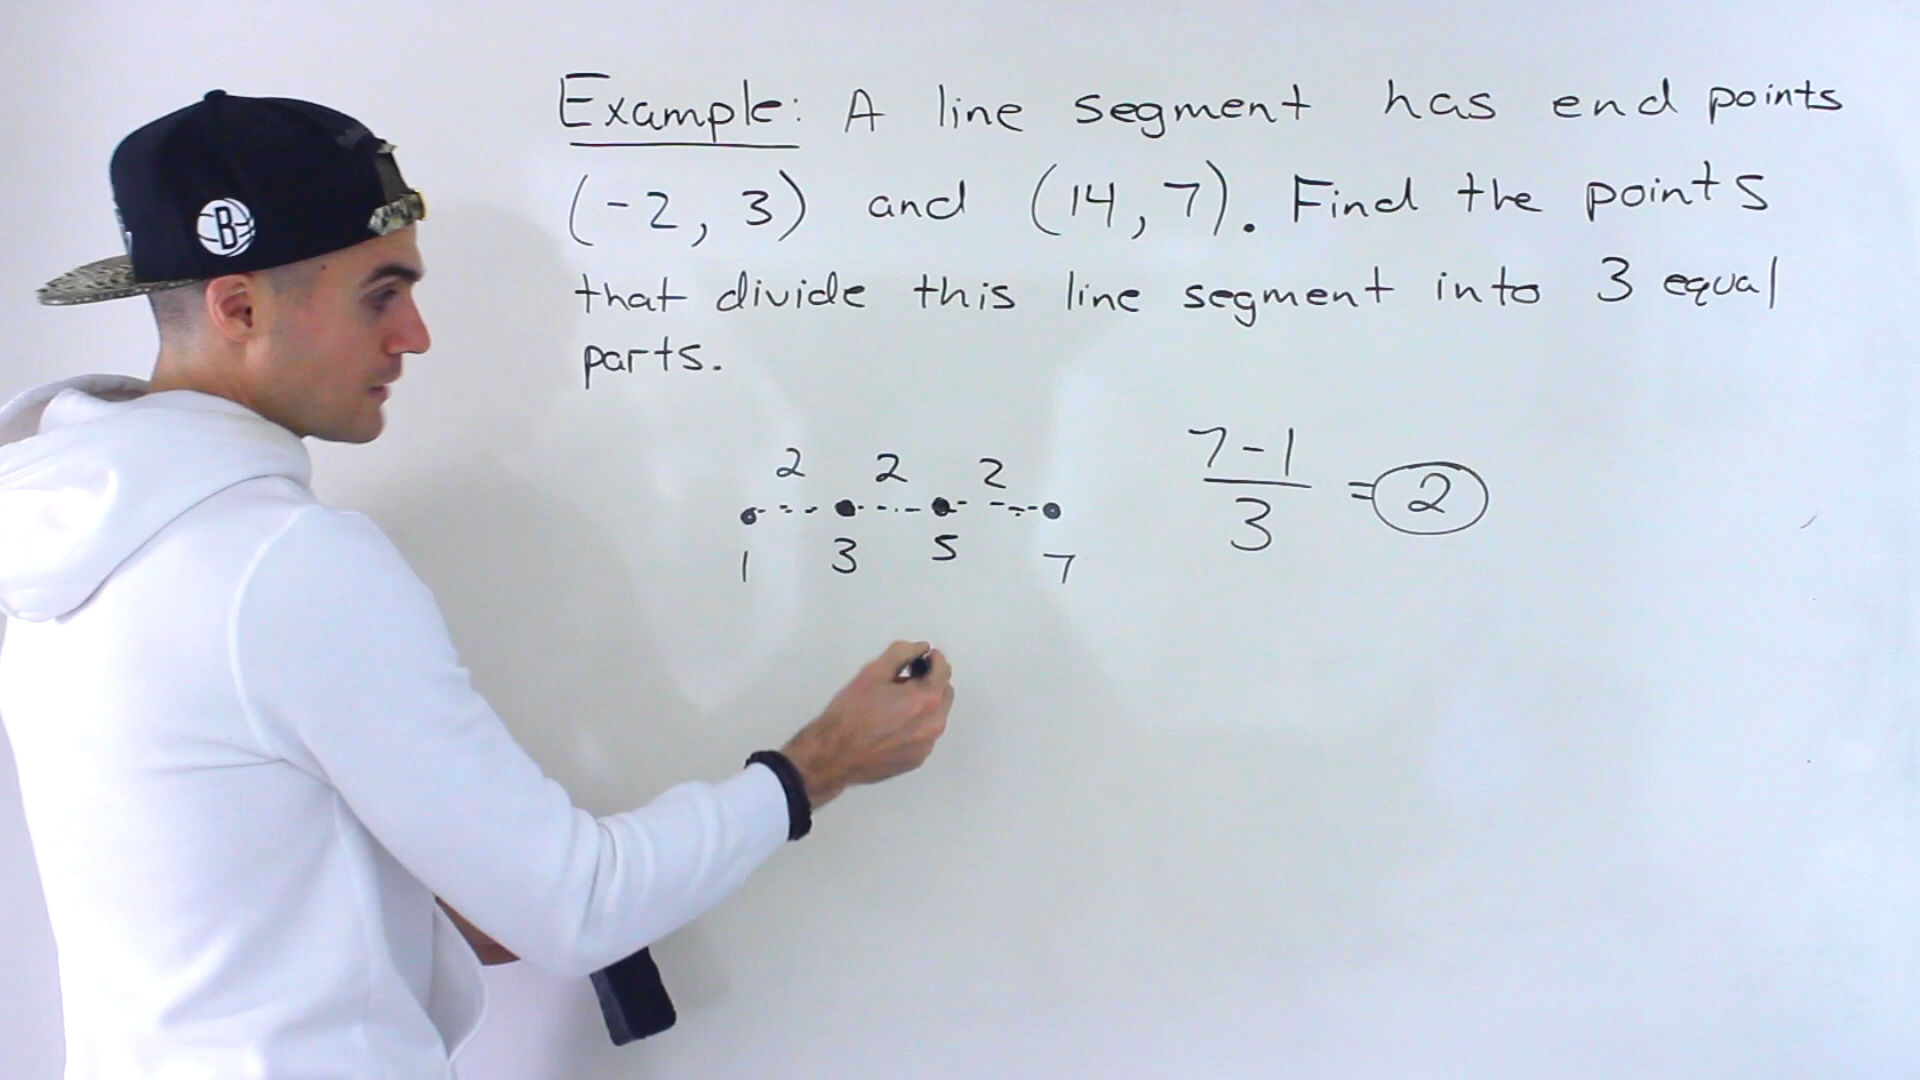 Example: A line segment has end points
(-2, 3) and (14, 7). Find the points
that divide this line segment into 3 equal
parts.
2 2 2
1 3 5 7
7-1
3
= 2
B